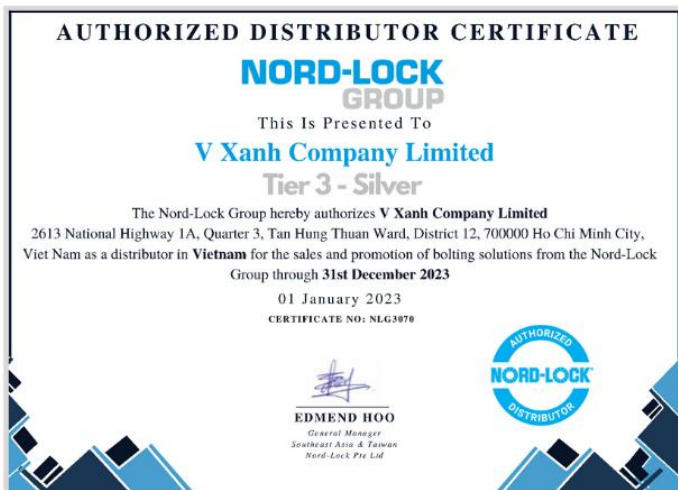 AUTHORIZED DISTRIBUTOR CERTIFICATE
NORD-LOCK
GROUP
This Is Presented To
V Xanh Company Limited
Tier 3 - Silver
The Nord-Lock Group hereby authorizes V Xanh Company Limited
2613 National Highway 1A, Quarter 3, Tan Hung Thuan Ward, District 12, 700000 Ho Chi Minh City,
Viet Nam as a distributor in Vietnam for the sales and promotion of bolting solutions from the Nord-Lock
Group through 31st December 2023
01 January 2023
CERTIFICATE NO: NLG3070
AUTHORIZED
NORD-LOCK™
DISTRIBUTOR
EDMEND HOO
General Manager
Southeast Asia & Taiwan
Nord-Lock Pte Ltd